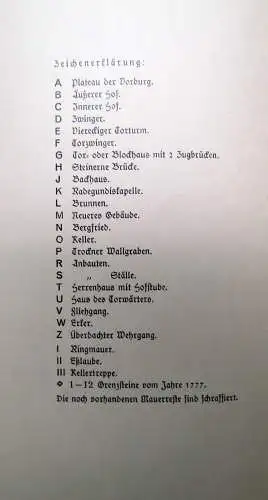 Zeichenerklärung:
A Plateau der Vorburg.
B Äußerer Hof.
C Innerer Hof.
D Zwinger.
E Viereckiger Torturm.
F Torzwinger.
G Tor- oder Blockhaus mit 2 Zugbrücken.
H Steinerne Brücke.
J Backhaus.
K Radegundiskapelle.
L Brunnen.
M Neueres Gebäude.
N Bergfried.
O Keller.
P Trockner Wallgraben.
R Anbauten.
S „ Ställe.
T Herrenhaus mit Hofstube.
U Haus des Torwärters.
V Fliehgang.
W Erker.
Z Überdachter Wehrgang.
I Ringmauer.
II Eßlaube.
III Kellertreppe.
1—12 Grenzsteine vom Jahre 1777.
Die noch vorhandenen Mauerreste sind schraffiert.